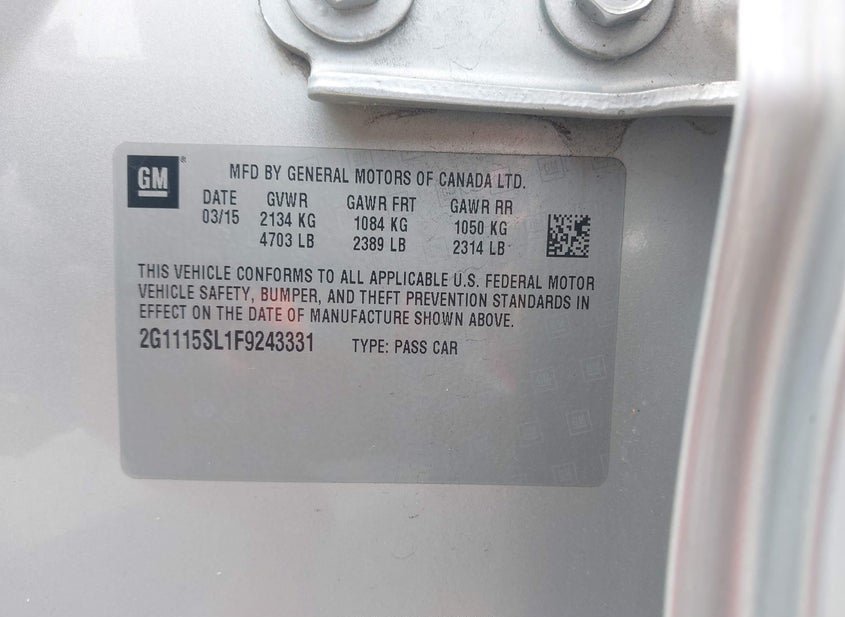 GM
MFD BY GENERAL MOTORS OF CANADA LTD.
DATE GVWR GAWR FRT GAWR RR
03/15 2134 KG 1084 KG 1050 KG
4703 LB 2389 LB 2314 LB
THIS VEHICLE CONFORMS TO ALL APPLICABLE U.S. FEDERAL MOTOR
VEHICLE SAFETY, BUMPER, AND THEFT PREVENTION STANDARDS IN
EFFECT ON THE DATE OF MANUFACTURE SHOWN ABOVE.
2G1115SL1F9243331 TYPE: PASS CAR